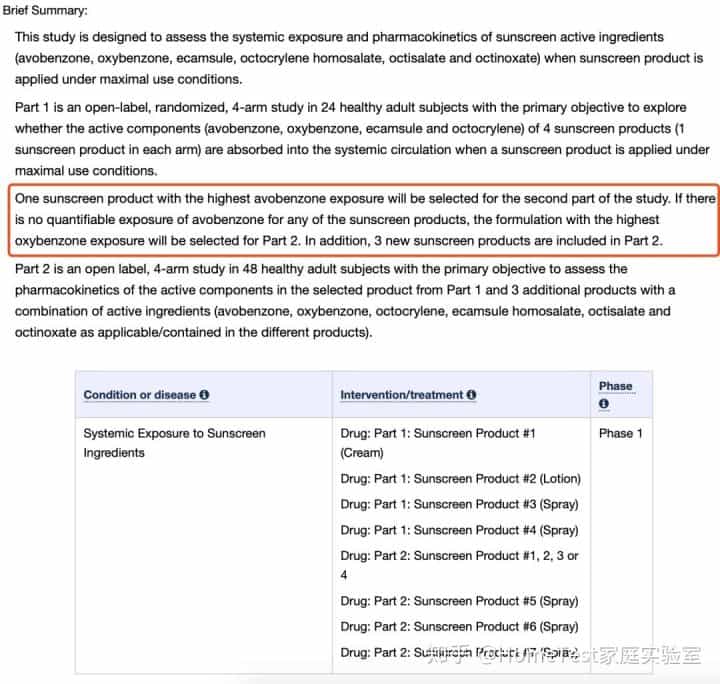 Brief Summary:
This study is designed to assess the systemic exposure and pharmacokinetics of sunscreen active ingredients
(avobenzone, oxybenzone, ecamsule, octocrylene homosalate, octisalate and octinoxate) when sunscreen product is
applied under maximal use conditions.
Part 1 is an open-label, randomized, 4-arm study in 24 healthy adult subjects with the primary objective to explore
whether the active components (avobenzone, oxybenzone, ecamsule and octocrylene) of 4 sunscreen products (1
sunscreen product in each arm) are absorbed into the systemic circulation when a sunscreen product is applied under
maximal use conditions.
One sunscreen product with the highest avobenzone exposure will be selected for the second part of the study. If there
is no quantifiable exposure of avobenzone for any of the sunscreen products, the formulation with the highest
oxybenzone exposure will be selected for Part 2. In addition, 3 new sunscreen products are included in Part 2.
Part 2 is an open label, 4-arm study in 48 healthy adult subjects with the primary objective to assess the
pharmacokinetics of the active components in the selected product from Part 1 and 3 additional products with a
combination of active ingredients (avobenzone, oxybenzone, octocrylene, ecamsule homosalate, octisalate and
octinoxate as applicable/contained in the different products).
Condition or disease
Intervention/treatment
Phase
Systemic Exposure to Sunscreen
Ingredients
Drug: Part 1: Sunscreen Product #1
(Cream)
Drug: Part 1: Sunscreen Product #2 (Lotion)
Drug: Part 1: Sunscreen Product #3 (Spray)
Drug: Part 1: Sunscreen Product #4 (Spray)
Drug: Part 2: Sunscreen Product #1, 2, 3 or
4
Drug: Part 2: Sunscreen Product #5 (Spray)
Drug: Part 2: Sunscreen Product #6 (Spray)
Drug: Part 2: Sunscreen Product #7 (Spray)
Phase 1
知乎 @HomeTest家庭实验室